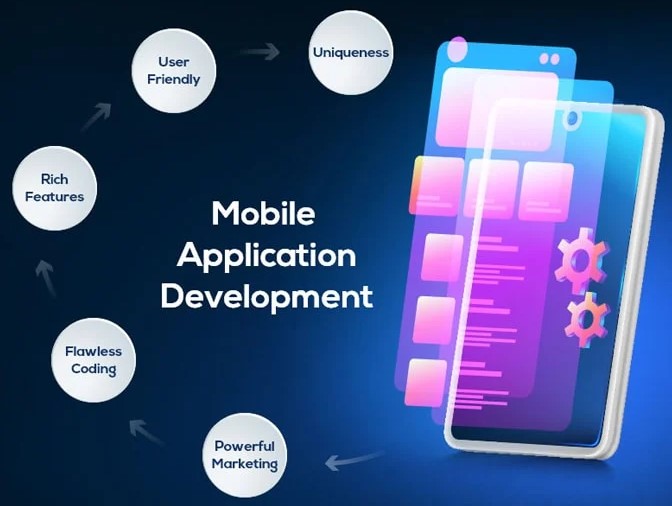 Uniqueness
User
Friendly
Rich
Features
Mobile
Application
Development
Flawless
Coding
Powerful
Marketing